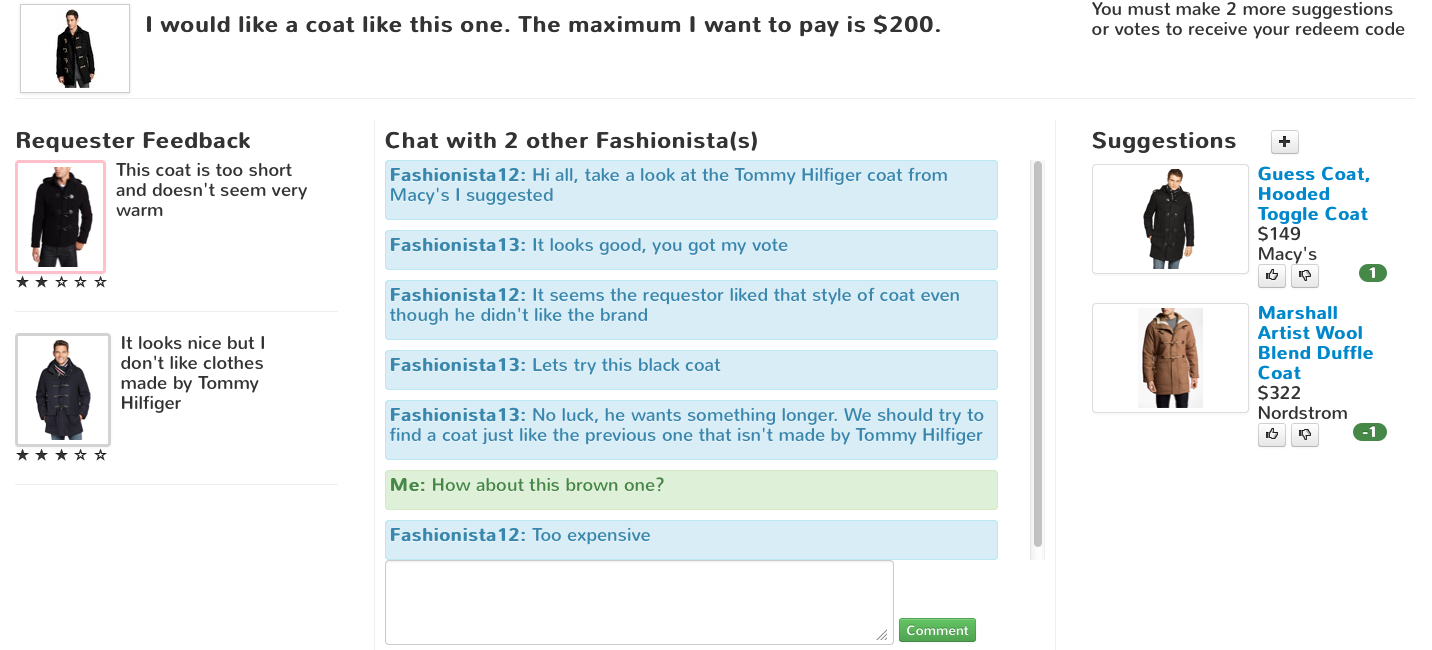 I would like a coat like this one. The maximum I want to pay is $200.
You must make 2 more suggestions
or votes to receive your redeem code
Requester Feedback
This coat is too short
and doesn't seem very
warm
It looks nice but I
don't like clothes
made by Tommy
Hilfiger
Chat with 2 other Fashionista(s)
Fashionista12: Hi all, take a look at the Tommy Hilfiger coat from
Macy's I suggested
Fashionista13: It looks good, you got my vote
Fashionista12: It seems the requestor liked that style of coat even
though he didn't like the brand
Fashionista13: Lets try this black coat
Fashionista13: No luck, he wants something longer. We should try to
find a coat just like the previous one that isn't made by Tommy Hilfiger
Me: How about this brown one?
Fashionista12: Too expensive
Comment
Suggestions
Guess Coat,
Hooded
Toggle Coat
$149
Macy's
1
Marshall
Artist Wool
Blend Duffle
Coat
$322
Nordstrom
-1